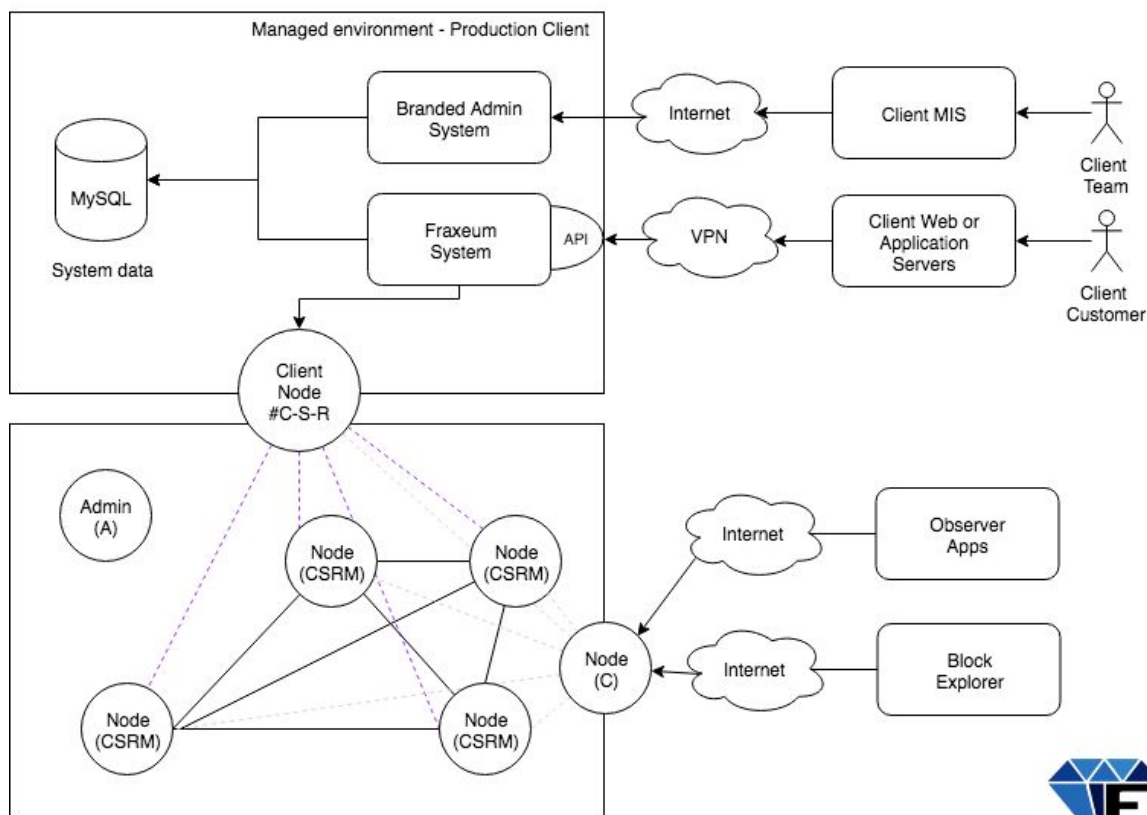 Managed environment - Production Client
Branded Admin
System
Internet
Client MIS
Client
Team
MySQL
System data
Fraxeum
System
API
VPN
Client Web or
Application
Servers
Client
Customer
Client
Node
#C-S-R
Admin
(A)
Node
(CSRM)
Node
(CSRM)
Internet
Observer
Apps
Node
(C)
Internet
Block
Explorer
Node
(CSRM)
Node
(CSRM)
F